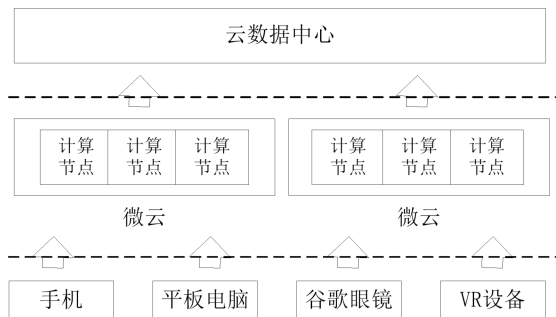 云数据中心
计算 计算 计算 计算 计算 计算
节点 节点 节点 节点 节点 节点
微云 微云
手机 平板电脑 谷歌眼镜 VR设备